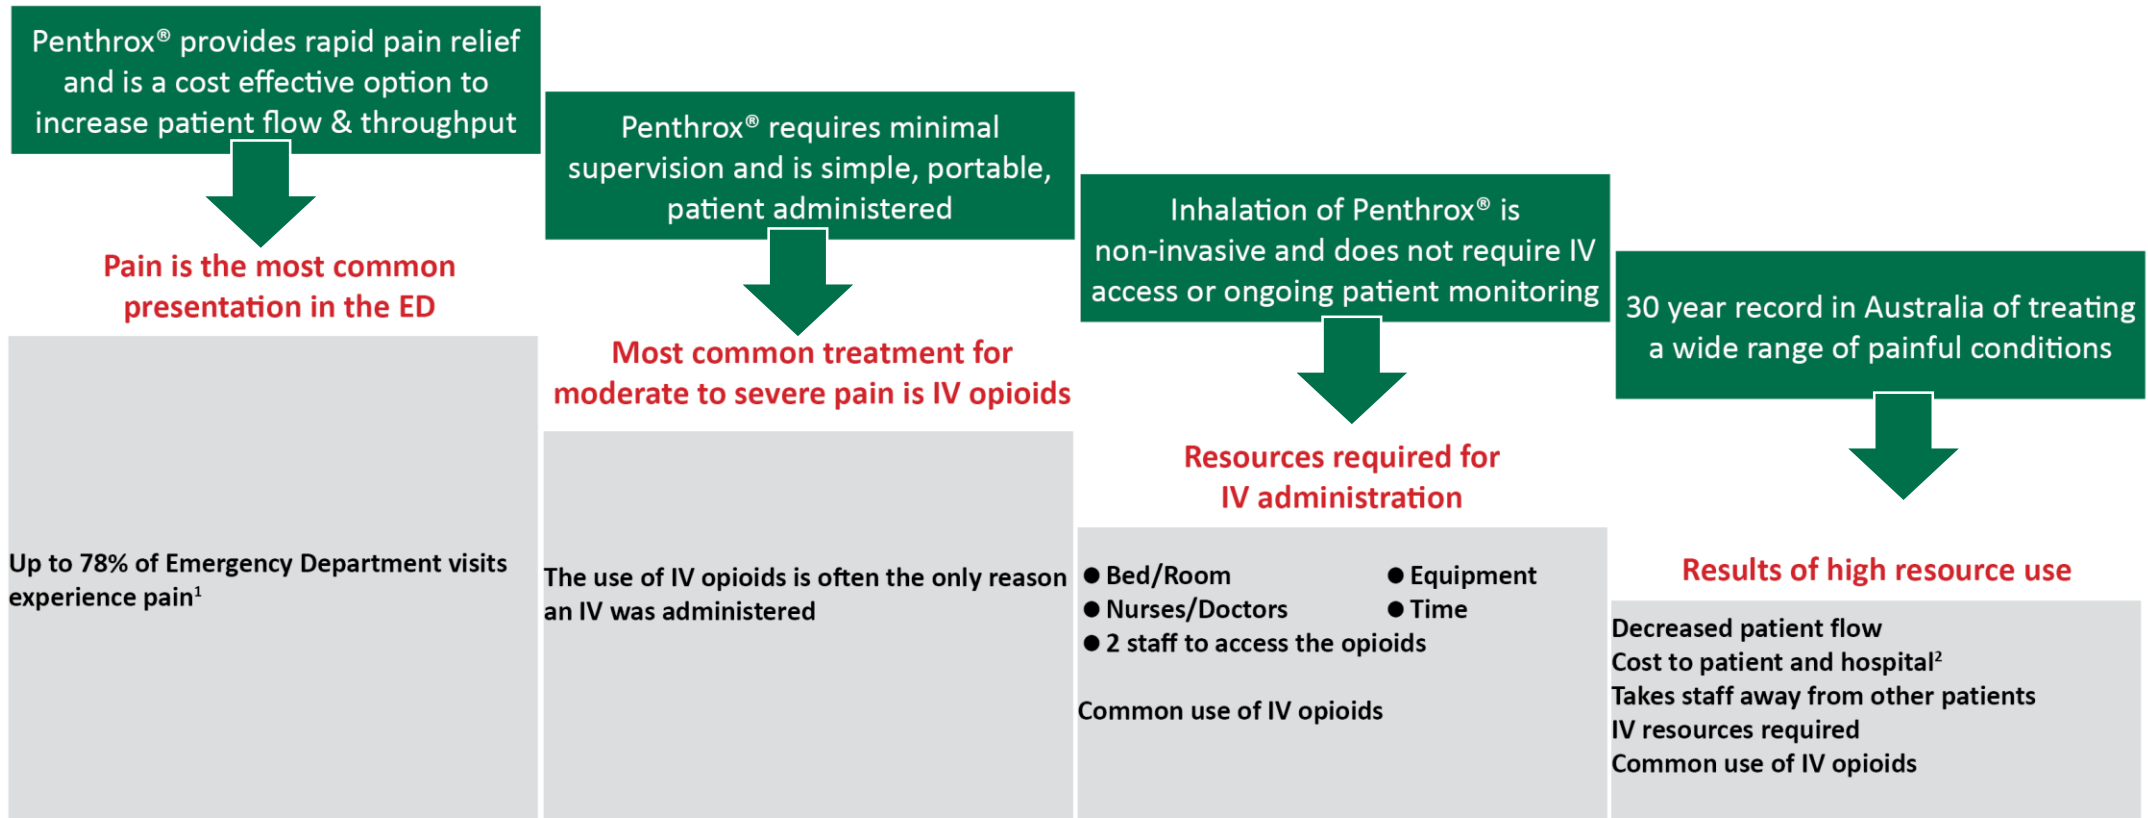 Penthrox® provides rapid pain relief
and is a cost effective option to
increase patient flow & throughput
Pain is the most common
presentation in the ED
Up to 78% of Emergency Department visits
experience pain¹
Penthrox® requires minimal
supervision and is simple, portable,
patient administered
Most common treatment for
moderate to severe pain is IV opioids
The use of IV opioids is often the only reason
an IV was administered
Inhalation of Penthrox® is
non-invasive and does not require IV
access or ongoing patient monitoring
Resources required for
IV administration
● Bed/Room ● Equipment
● Nurses/Doctors ● Time
● 2 staff to access the opioids
Common use of IV opioids
30 year record in Australia of treating
a wide range of painful conditions
Results of high resource use
Decreased patient flow
Cost to patient and hospital²
Takes staff away from other patients
IV resources required
Common use of IV opioids